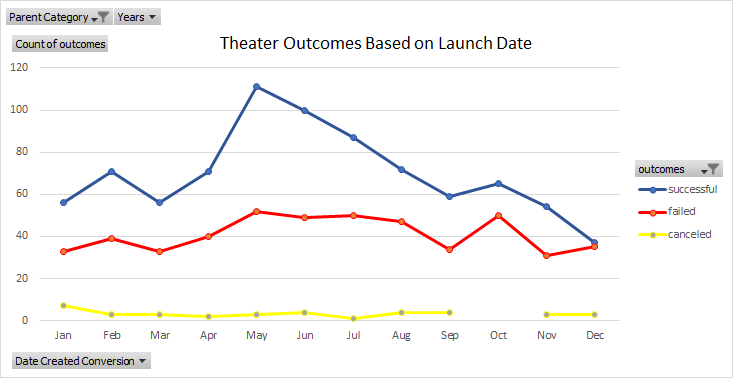 Parent Category Years
Count of outcomes
Theater Outcomes Based on Launch Date
120
100
80
60
40
20
0
Jan Feb Mar Apr May Jun Jul Aug Sep Oct Nov Dec
outcomes
successful
failed
canceled
Date Created Conversion